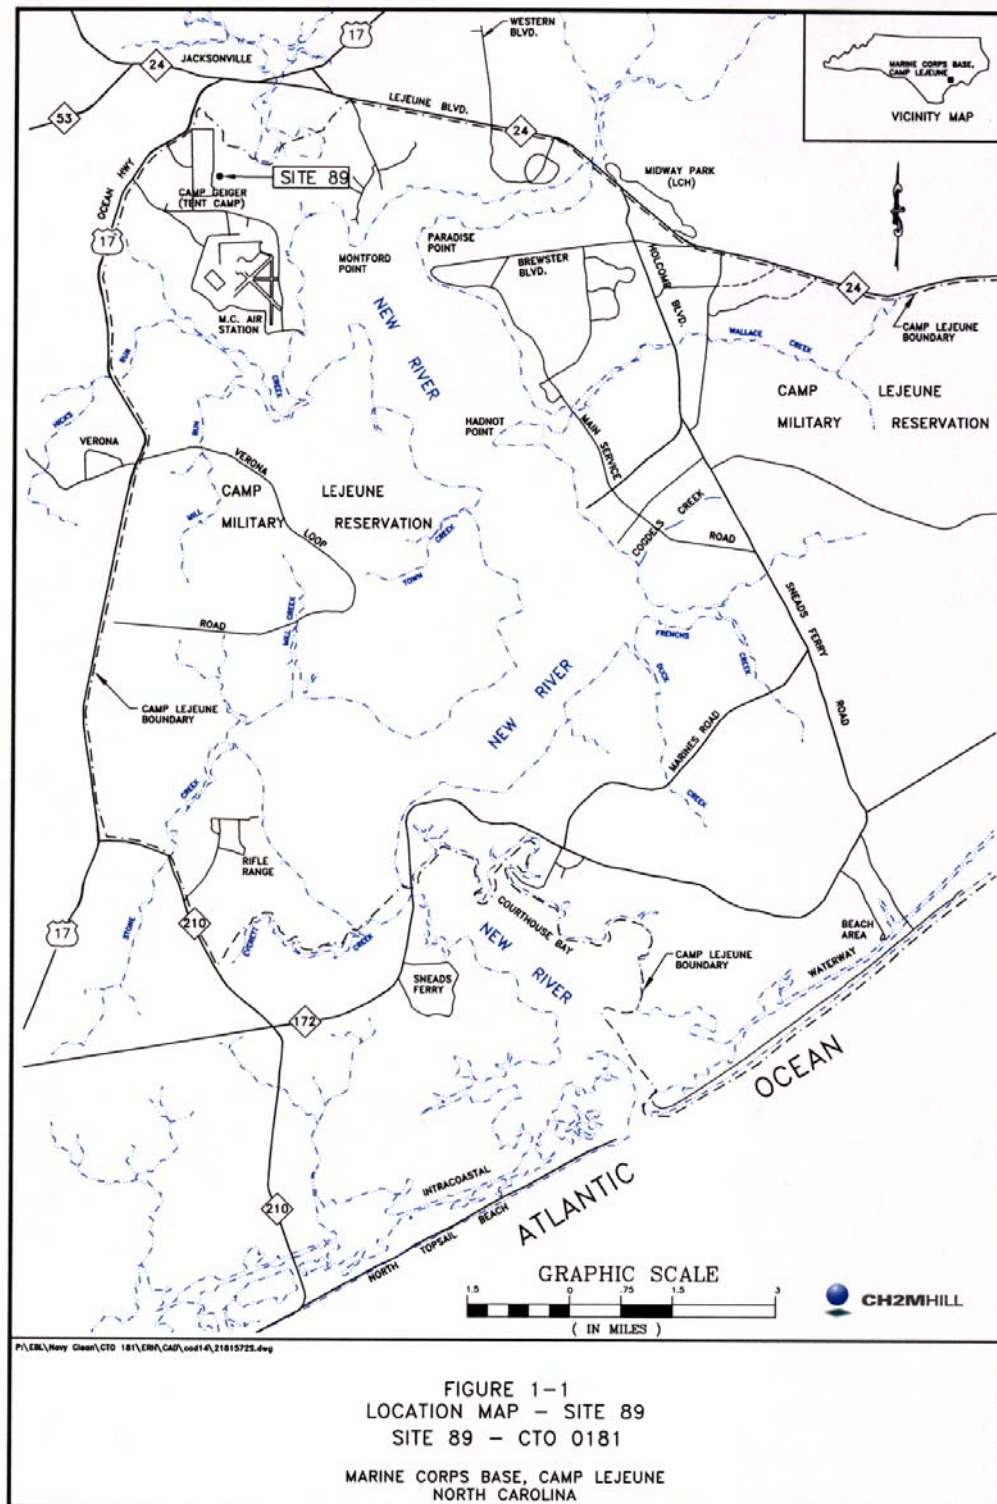 WESTERN
BLVD.
17
JACKSONVILLE
24
53
LEJEUNE BLVD.
24
MARINE CORPS BASE,
CAMP LEJEUNE
VICINITY MAP
OCEAN HWY
SITE 89
CAMP GEIGER
(TENT CAMP)
MIDWAY PARK
(LCH)
17
MONTFORD
POINT
PARADISE
POINT
BREWSTER
BLVD.
HOLCOMB BLVD.
24
M.C. AIR
STATION
NEW RIVER
CAMP LEJEUNE
BOUNDARY
WALLACE CREEK
HICKS RUN
CREEK
CAMP LEJEUNE
MILITARY RESERVATION
HADNOT
POINT
MAIN SERVICE
ROAD
VERONA
VERONA
LOOP
ROAD
RUN
MILL
CAMP LEJEUNE
MILITARY RESERVATION
COGDELS CREEK
TOWN CREEK
SNEADS FERRY
ROAD
MILL CREEK
FRENCHS
CREEK
DUCK
CREEK
NEW RIVER
CAMP LEJEUNE
BOUNDARY
MARINES ROAD
CREEK
STONE
RIFLE
RANGE
210
17
EVERETT
CREEK
COURTHOUSE BAY
NEW RIVER
BEACH
AREA
CAMP LEJEUNE
BOUNDARY
WATERWAY
SNEADS
FERRY
172
OCEAN
210
INTRACOASTAL
NORTH TOPSAIL BEACH
ATLANTIC
GRAPHIC SCALE
1.5 0 .75 1.5 3
( IN MILES )
CH2MHILL
FIGURE 1-1
LOCATION MAP - SITE 89
SITE 89 - CTO 0181
MARINE CORPS BASE, CAMP LEJEUNE
NORTH CAROLINA